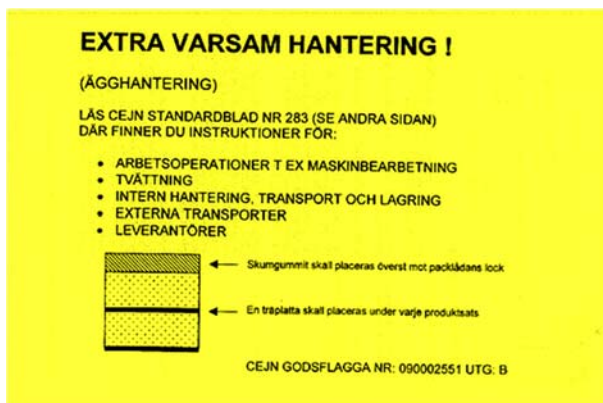 EXTRA VARSAM HANTERING !
(ÄGGHANTERING)
LÄS CEJN STANDARDBLAD NR 283 (SE ANDRA SIDAN)
DÄR FINNER DU INSTRUKTIONER FÖR:
• ARBETSOPERATIONER T EX MASKINBEARBETNING
• TVÄTTNING
• INTERN HANTERING, TRANSPORT OCH LAGRING
• EXTERNA TRANSPORTER
• LEVERANTÖRER
Skumgummit skall placeras överst mot packlådans lock
En träplatta skall placeras under varje produktsats
CEJN GODSFLAGGA NR: 090002551 UTG: B